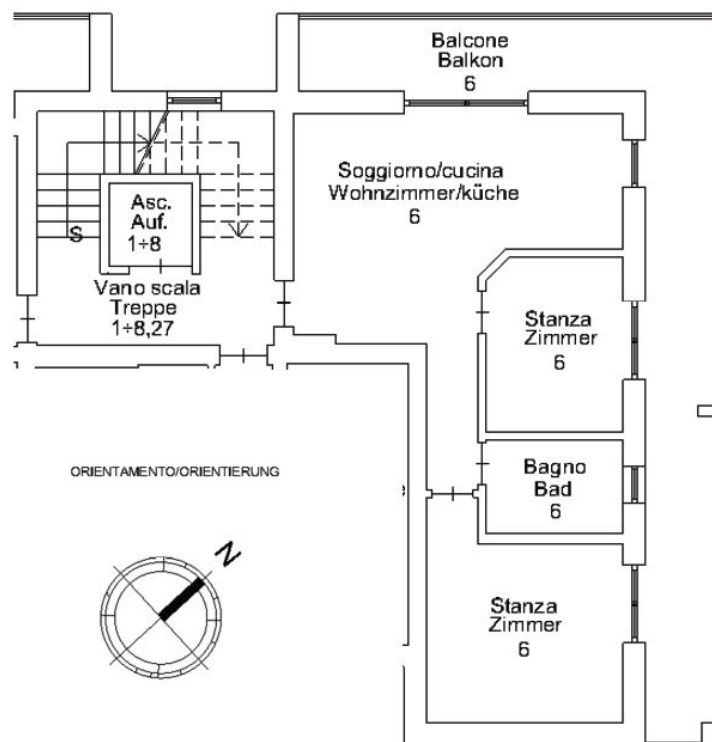 Balcone
Balkon
6
Soggiorno/cucina
Wohnzimmer/küche
6
Asc.
Auf.
1÷8
S
Vano scala
Treppe
1÷8,27
Stanza
Zimmer
6
Bagno
Bad
6
ORIENTAMENTO/ORIENTIERUNG
N
Stanza
Zimmer
6